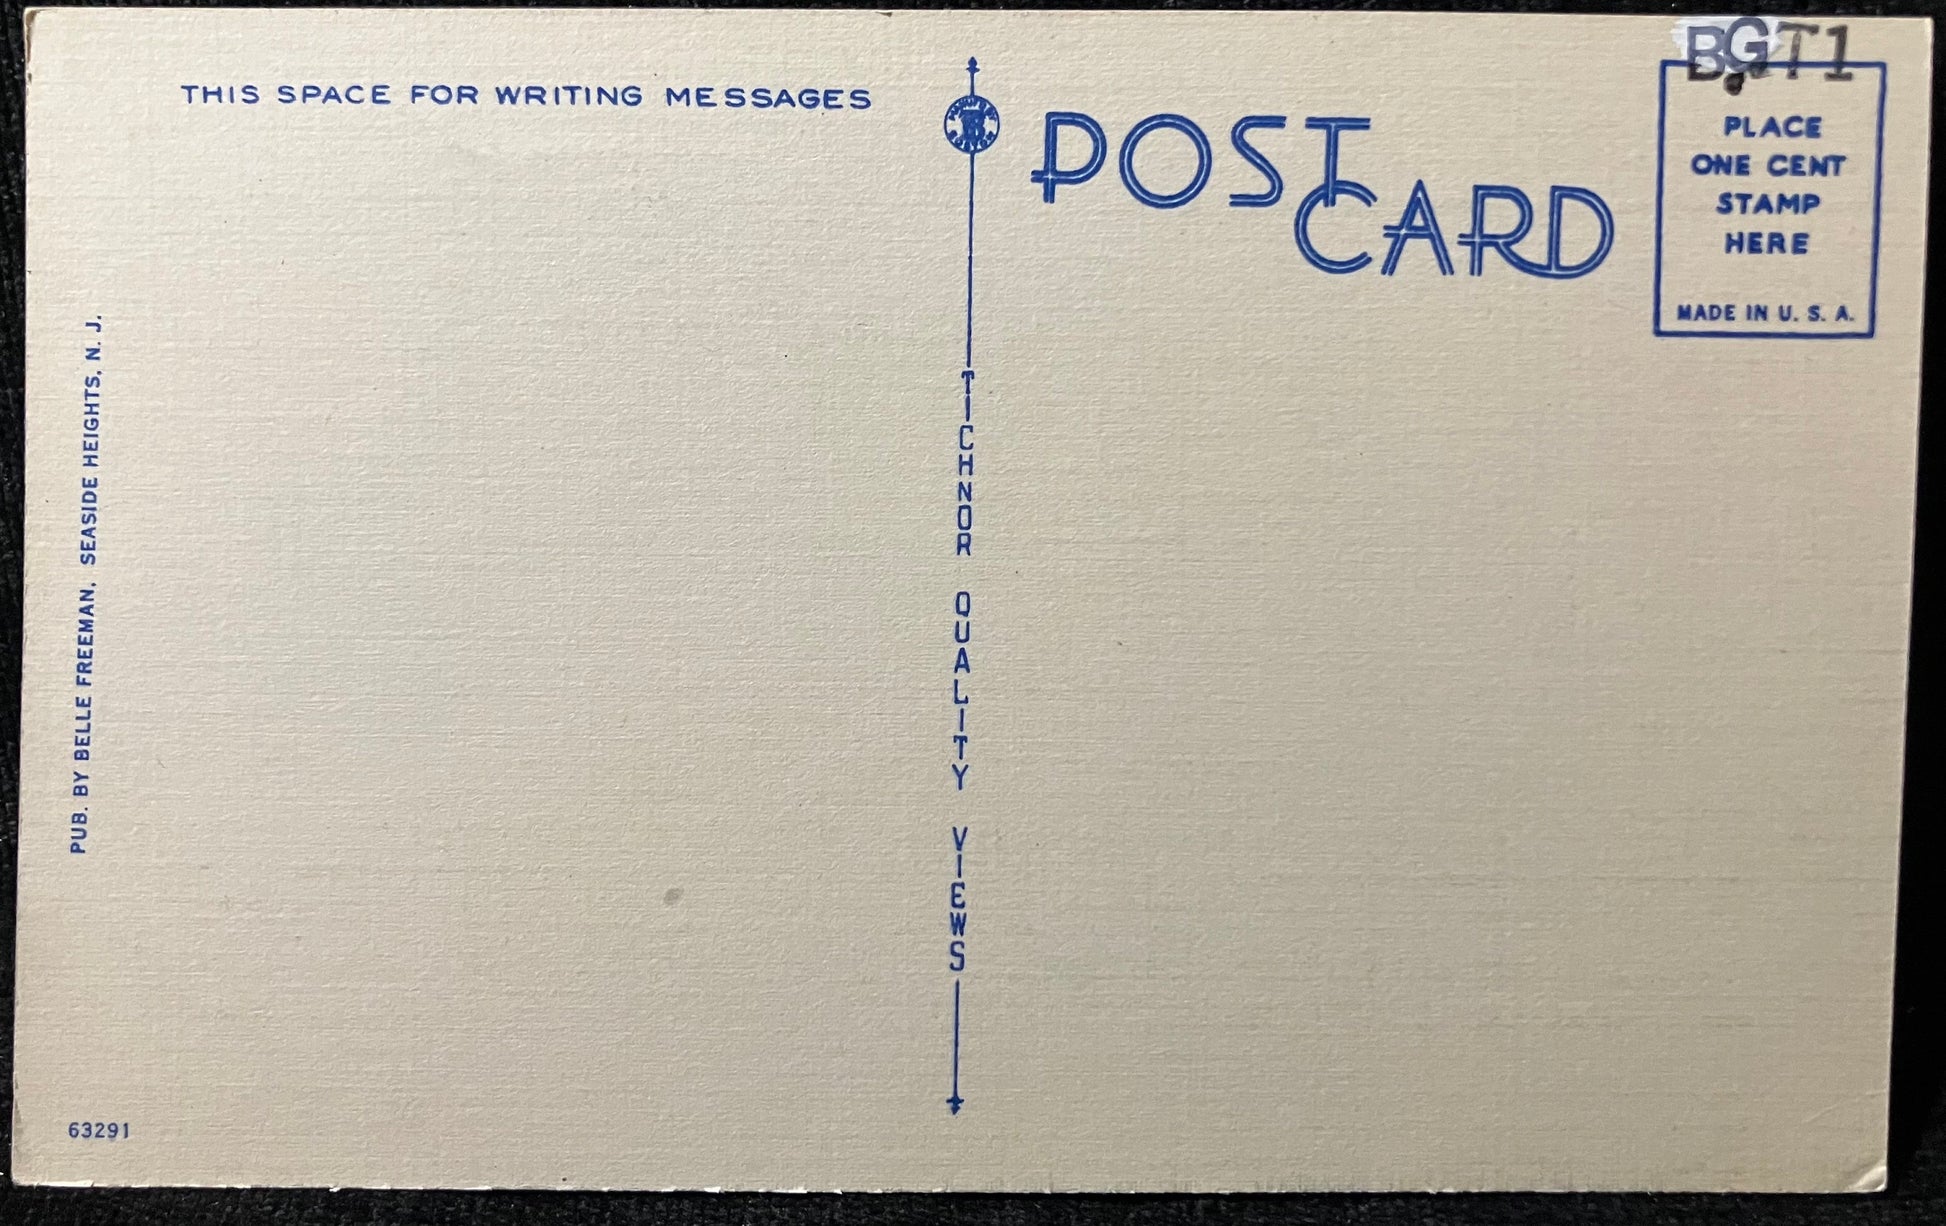 THIS SPACE FOR WRITING MESSAGES
POST
CARD
PLACE
ONE CENT
STAMP
HERE
MADE IN U. S. A.
PUB. BY BELLE FREEMAN, SEASIDE HEIGHTS, N. J.
TICHNOR QUALITY VIEWS
63291